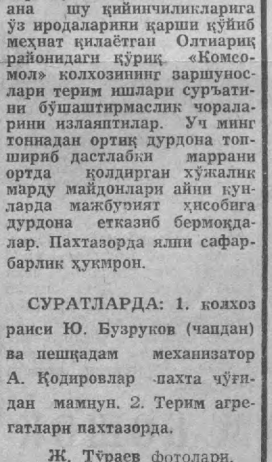 ана шу қийинчиликларига
ўз иродаларини қарши қўйиб
меҳнат қилаётган Олтиариқ
районидаги қўриқ «Комсо-
мол» колхозининг заршунос-
лари терим ишлари суръати-
ни бўшаштирмаслик чорала-
рини излаяптилар. Уч минг
тоннадан ортиқ дурдона топ-
шириб дастлабки маррани
ортда қолдирган хўжалик
марду майдонлари айни кун-
ларда мажбурият ҳисобига
дурдона етказиб бермоқда-
лар. Пахтазорда ялпи сафар-
барлик ҳукмрон.
СУРАТЛАРДА: 1. колхоз
раиси Ю. Бузруков (чапдан)
ва пешқадам механизатор
А. Қодировлар пахта чўғи-
дан мамнун. 2. Терим агре-
гатлари пахтазорда.
Ж. Тўраев фотолари.